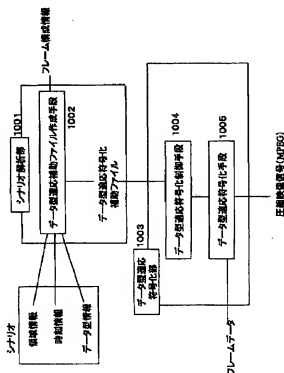 シナリオ
領域情報
時刻情報
データ型情報
1001
シナリオ解析部
1002
データ型適応補助ファイル作成手段
フレーム構成情報
データ型適応符号化
補助ファイル
1003
データ型適応
符号化部
1004
データ型適応符号化制御手段
1005
データ型適応符号化手段
フレームデータ
圧縮映像信号(MPEG)